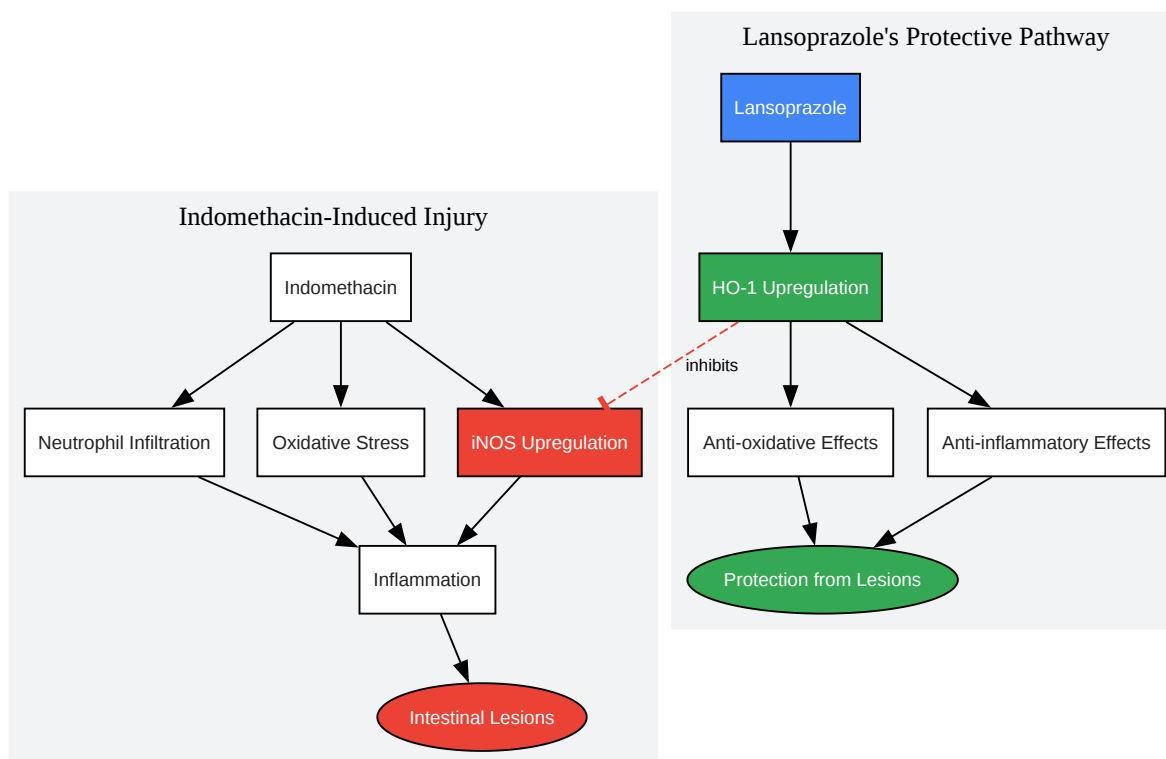 Lansoprazole's Protective Pathway
Lansoprazole
Indomethacin-Induced Injury
Indomethacin
HO-1 Upregulation
inhibits
Neutrophil Infiltration
Oxidative Stress
iNOS Upregulation
Anti-oxidative Effects
Anti-inflammatory Effects
Inflammation
Protection from Lesions
Intestinal Lesions